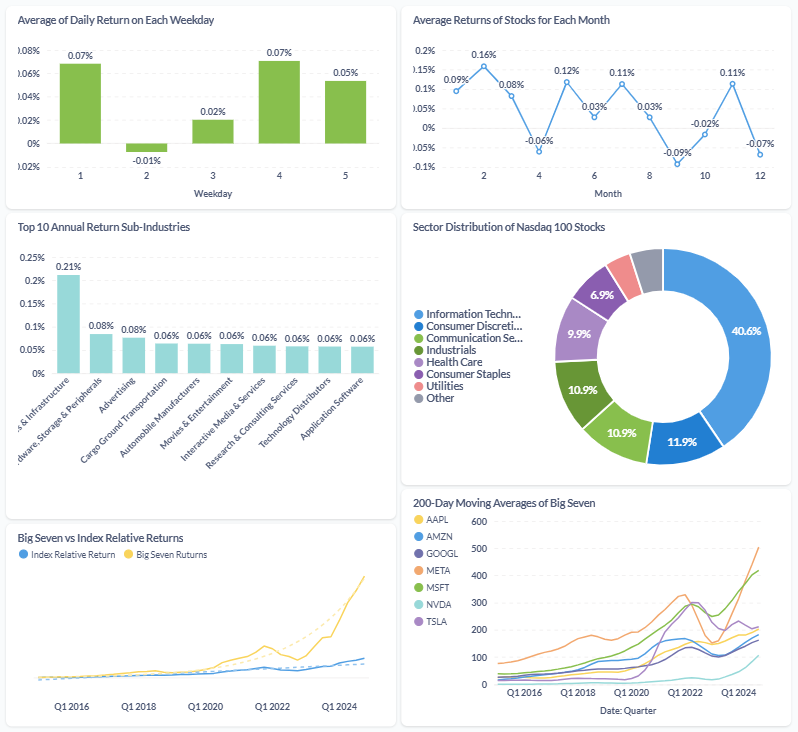 Average of Daily Return on Each Weekday
0.08%
0.06%
0.04%
0.02%
0%
0.02%
0.07%
-0.01%
0.02%
0.07%
0.05%
1 2 3 4 5
Weekday
Average Returns of Stocks for Each Month
0.2%
0.15%
0.1%
0.05%
0%
0.05%
-0.1%
0.09%
0.16%
0.08%
-0.06%
0.12%
0.03%
0.11%
0.03%
-0.09%
-0.02%
0.11%
-0.07%
2 4 6 8 10 12
Month
Top 10 Annual Return Sub-Industries
0.25%
0.2%
0.15%
0.1%
0.05%
0%
0.21%
0.08%
0.08%
0.06%
0.06%
0.06%
0.06%
0.06%
0.06%
0.06%
s & Infrastructure
dware, Storage & Peripherals
Advertising
Cargo Ground Transportation
Automobile Manufacturers
Movies & Entertainment
Interactive Media & Services
Research & Consulting Services
Technology Distributors
Application Software
Sector Distribution of Nasdaq 100 Stocks
Information Techn...
Consumer Discreti...
Communication Se...
Industrials
Health Care
Consumer Staples
Utilities
Other
40.6%
11.9%
10.9%
10.9%
9.9%
6.9%
Big Seven vs Index Relative Returns
Index Relative Return
Big Seven Ruturns
Q1 2016 Q1 2018 Q1 2020 Q1 2022 Q1 2024
200-Day Moving Averages of Big Seven
AAPL
AMZN
GOOGL
META
MSFT
NVDA
TSLA
600
500
400
300
200
100
0
Q1 2016 Q1 2018 Q1 2020 Q1 2022 Q1 2024
Date: Quarter